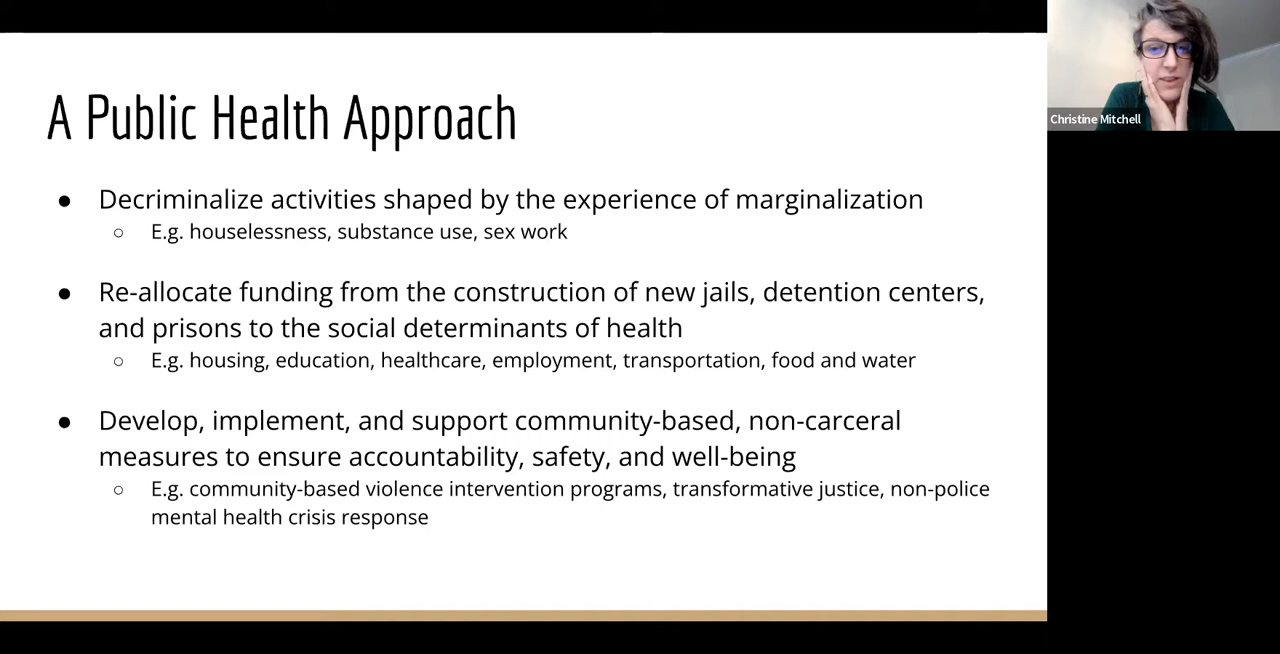 A Public Health Approach
● Decriminalize activities shaped by the experience of marginalization
○ E.g. houselessness, substance use, sex work
● Re-allocate funding from the construction of new jails, detention centers,
and prisons to the social determinants of health
○ E.g. housing, education, healthcare, employment, transportation, food and water
● Develop, implement, and support community-based, non-carceral
measures to ensure accountability, safety, and well-being
○ E.g. community-based violence intervention programs, transformative justice, non-police
mental health crisis response
Christine Mitchell